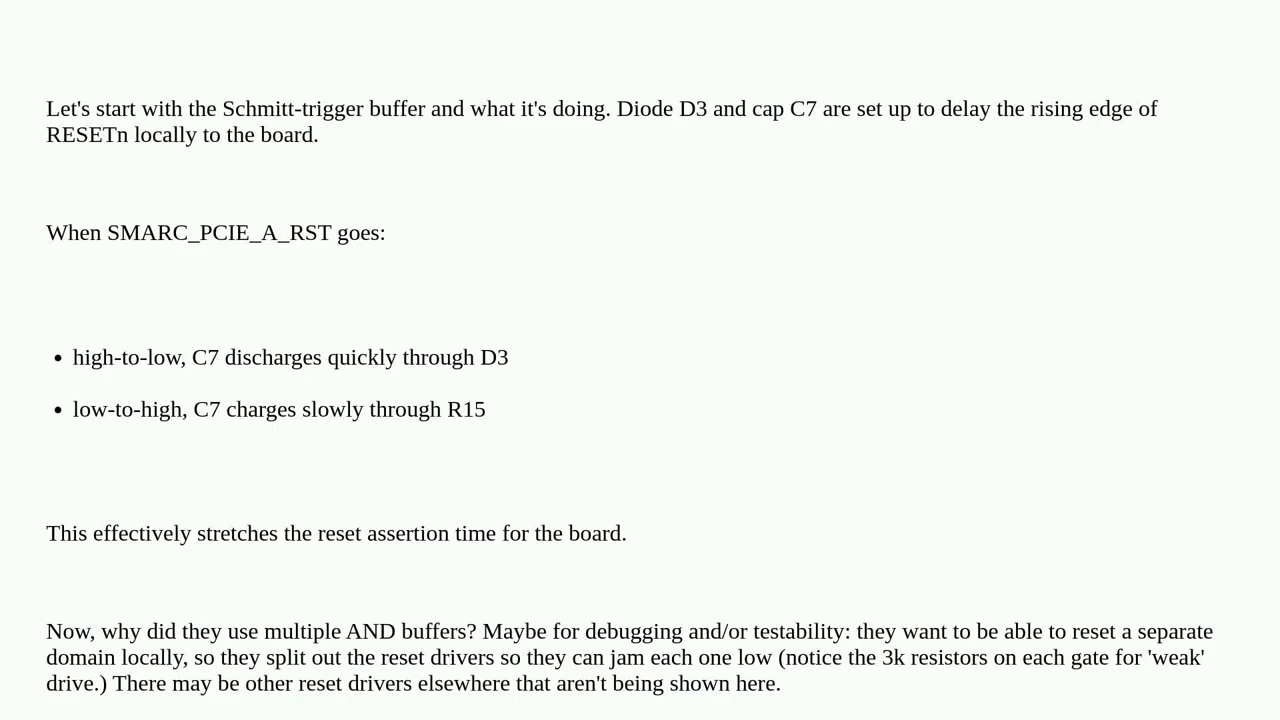 Let's start with the Schmitt-trigger buffer and what it's doing. Diode D3 and cap C7 are set up to delay the rising edge of
RESETn locally to the board.
When SMARC_PCIE_A_RST goes:
• high-to-low, C7 discharges quickly through D3
• low-to-high, C7 charges slowly through R15
This effectively stretches the reset assertion time for the board.
Now, why did they use multiple AND buffers? Maybe for debugging and/or testability: they want to be able to reset a separate
domain locally, so they split out the reset drivers so they can jam each one low (notice the 3k resistors on each gate for 'weak'
drive.) There may be other reset drivers elsewhere that aren't being shown here.